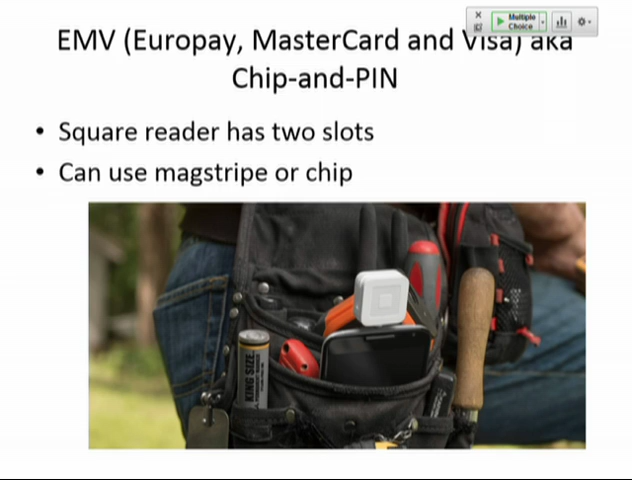 Multiple
Choice
EMV (Europay, MasterCard and Visa) aka
Chip-and-PIN
• Square reader has two slots
• Can use magstripe or chip
KING SIZE